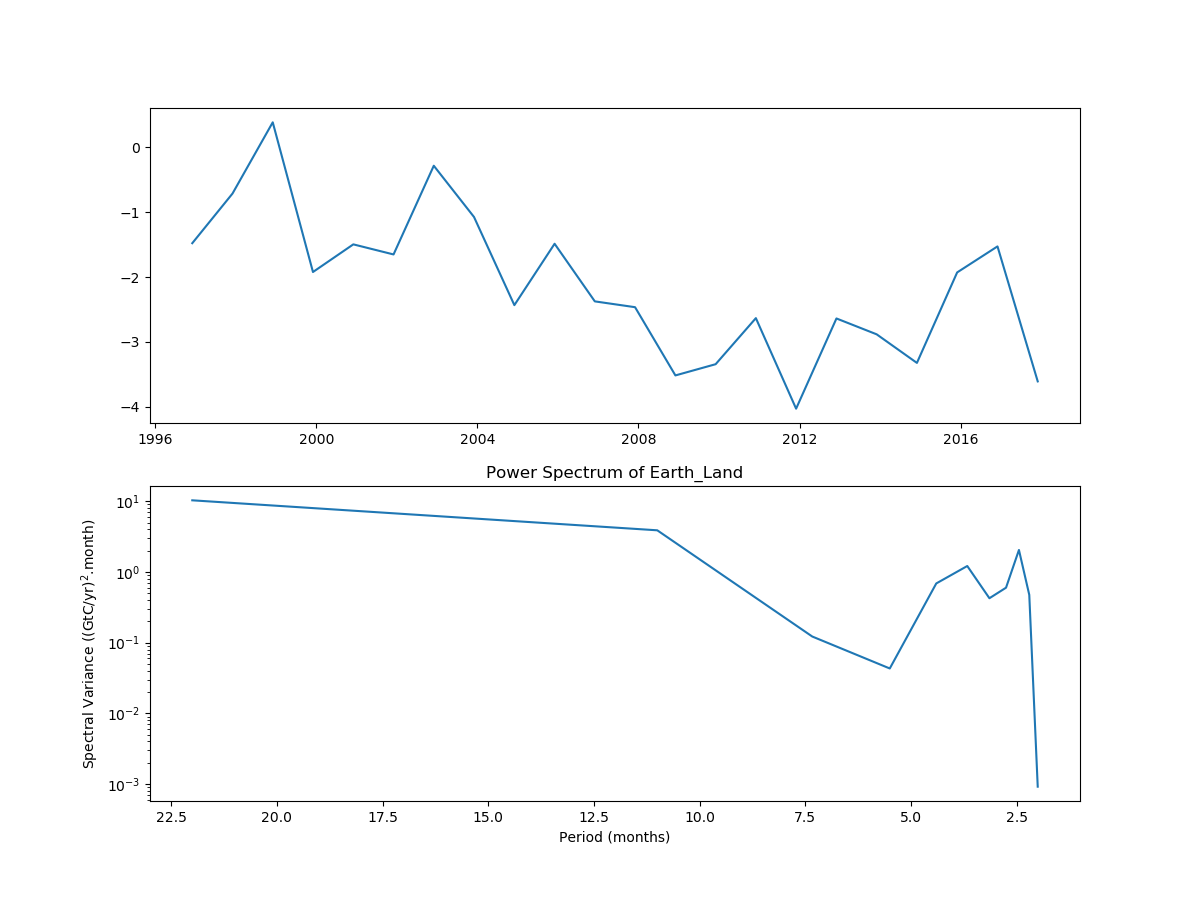 0
−1
−2
−3
−4
1996 2000 2004 2008 2012 2016
Power Spectrum of Earth_Land
Spectral Variance ((GtC/yr)².month)
10¹
10⁰
10⁻¹
10⁻²
10⁻³
22.5 20.0 17.5 15.0 12.5 10.0 7.5 5.0 2.5
Period (months)